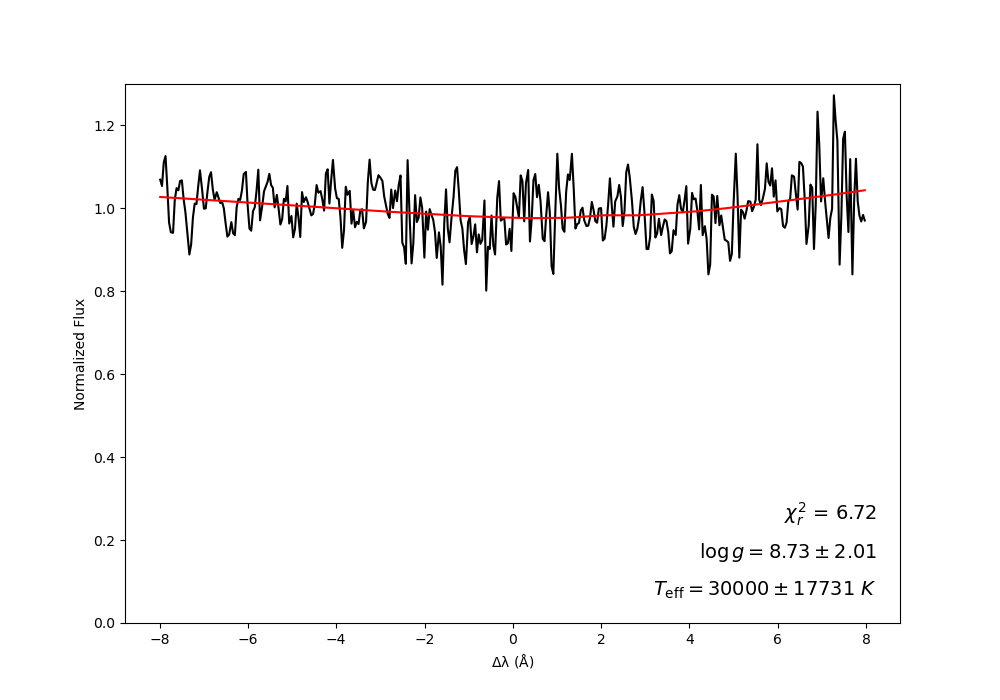 1.2
1.0
0.8
0.6
0.4
0.2
0.0
Normalized Flux
χ²ᵣ = 6.72
log g = 8.73 ± 2.01
T_eff = 30000 ± 17731 K
−8 −6 −4 −2 0 2 4 6 8
Δλ (Å)